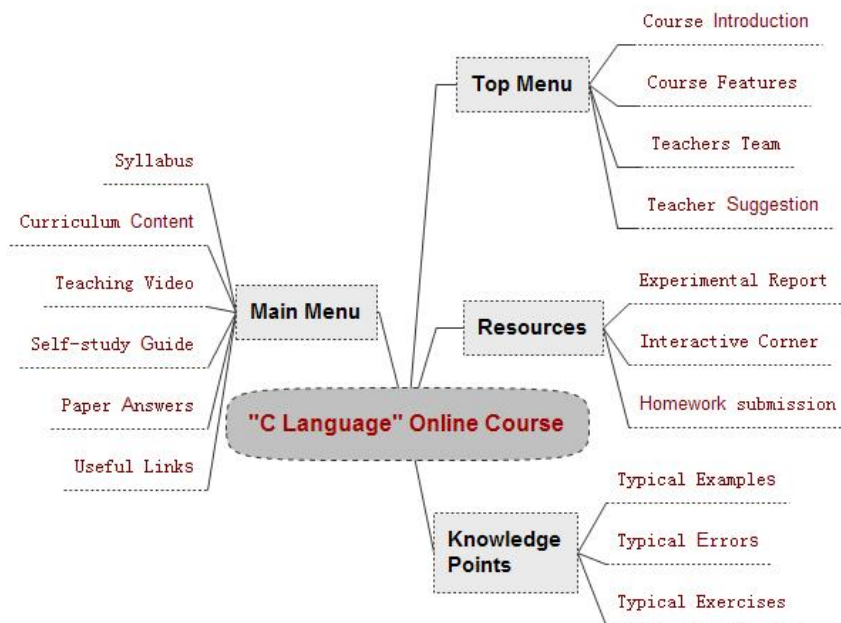 Course Introduction
Top Menu
Course Features
Teachers Team
Teacher Suggestion
Syllabus
Curriculum Content
Teaching Video
Main Menu
Self-study Guide
Paper Answers
Useful Links
Experimental Report
Resources
Interactive Corner
Homework submission
"C Language" Online Course
Typical Examples
Knowledge
Points
Typical Errors
Typical Exercises